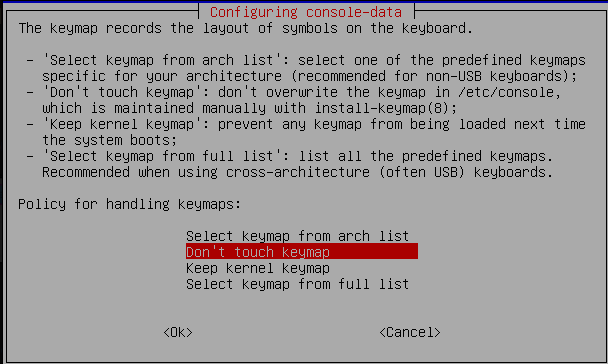 Configuring console-data
The keymap records the layout of symbols on the keyboard.
- 'Select keymap from arch list': select one of the predefined keymaps
specific for your architecture (recommended for non-USB keyboards);
- 'Don't touch keymap': don't overwrite the keymap in /etc/console,
which is maintained manually with install-keymap(8);
- 'Keep kernel keymap': prevent any keymap from being loaded next time
the system boots;
- 'Select keymap from full list': list all the predefined keymaps.
Recommended when using cross-architecture (often USB) keyboards.
Policy for handling keymaps:
Select keymap from arch list
Don't touch keymap
Keep kernel keymap
Select keymap from full list
<Ok> <Cancel>